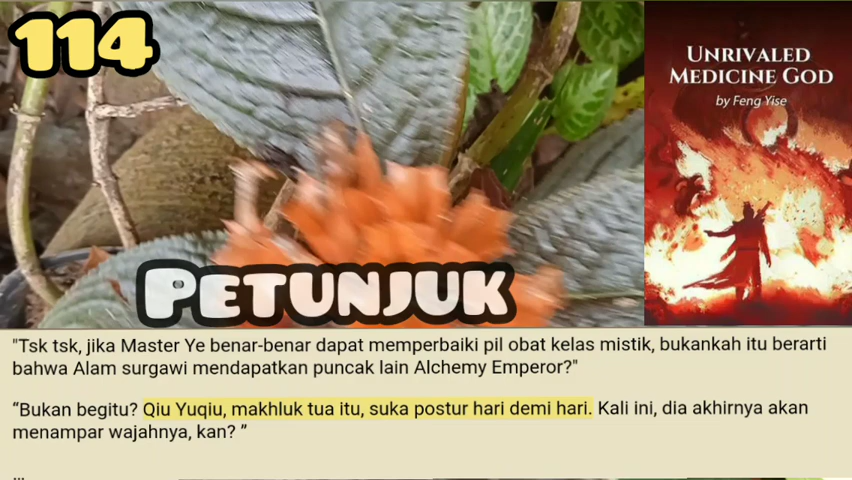 114
UNRIVALED
MEDICINE GOD
by Feng Yise
PETUNJUK
"Tsk tsk, jika Master Ye benar-benar dapat memperbaiki pil obat kelas mistik, bukankah itu berarti
bahwa Alam surgawi mendapatkan puncak lain Alchemy Emperor?"
“Bukan begitu? Qiu Yuqiu, makhluk tua itu, suka postur hari demi hari. Kali ini, dia akhirnya akan
menampar wajahnya, kan? ”
...